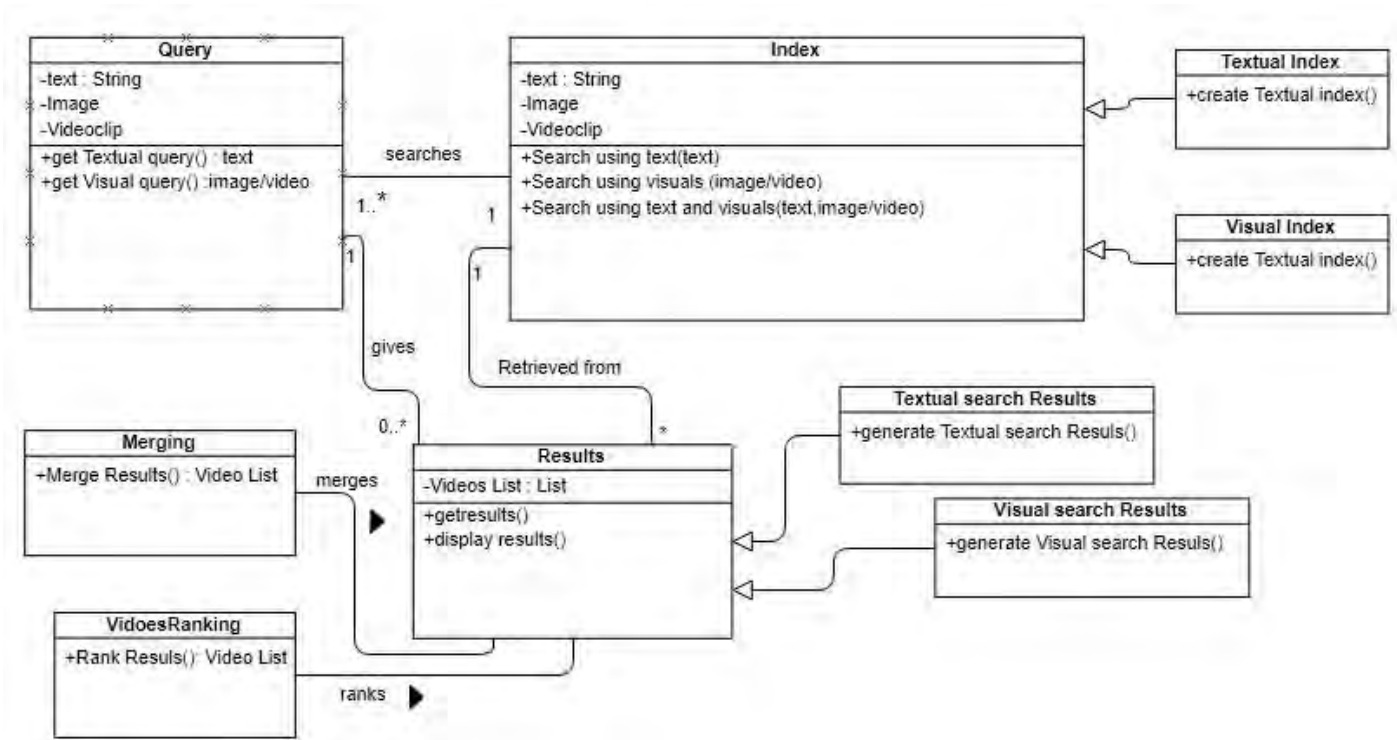 Query
-text : String
-Image
-Videoclip
+get Textual query() : text
+get Visual query() :image/video
searches
1..*
1
Index
-text : String
-Image
-Videoclip
+Search using text(text)
+Search using visuals (image/video)
+Search using text and visuals(text,image/video)
Textual Index
+create Textual index()
Visual Index
+create Textual index()
1
gives
0..*
1
Retrieved from
*
Merging
+Merge Results() : Video List
merges
Results
-Videos List : List
+getresults()
+display results()
Textual search Results
+generate Textual search Resuls()
Visual search Results
+generate Visual search Resuls()
VidoesRanking
+Rank Resuls(): Video List
ranks